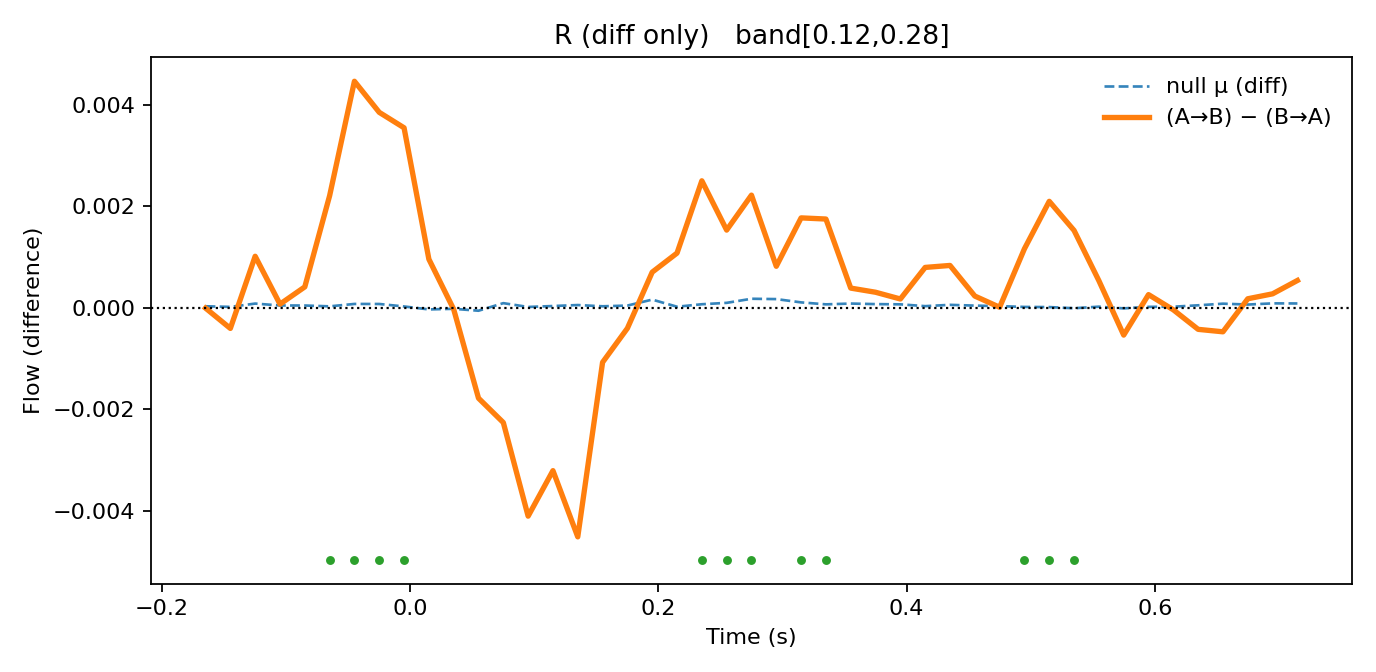 R (diff only)   band[0.12,0.28]
null μ (diff)
(A→B) − (B→A)
Flow (difference)
0.004
0.002
0.000
−0.002
−0.004
−0.2
0.0
0.2
0.4
0.6
Time (s)